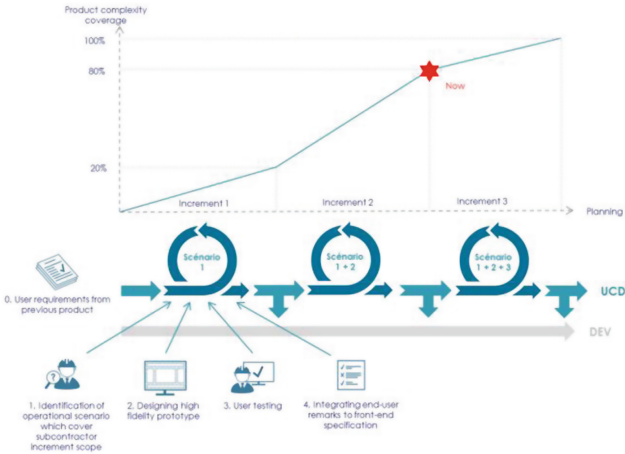 Product complexity
coverage
100%
80%
Now
20%
Increment 1
Increment 2
Increment 3
Planning
Scénario
1
Scénario
1 + 2
Scénario
1 + 2 + 3
0. User requirements from
previous product
UCD
DEV
1. Identification of
operational scenario
which cover
subcontractor
increment scope
2. Designing high
fidelity prototype
3. User testing
4. Integrating end-user
remarks to front-end
specification